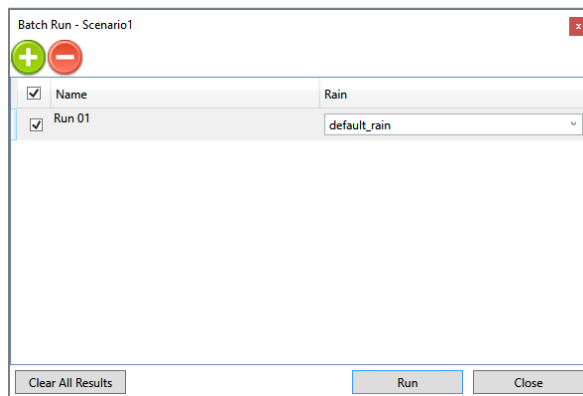 Batch Run - Scenario1
x
Name Rain
Run 01 default_rain
Clear All Results Run Close